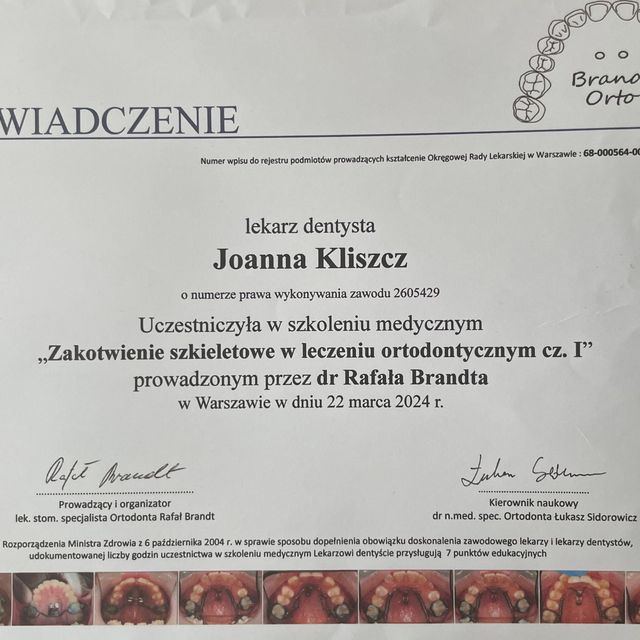 Brand
Orto
WIADCZENIE
Numer wpisu do rejestru podmiotów prowadzących kształcenie Okręgowej Rady Lekarskiej w Warszawie : 68-000564-00
lekarz dentysta
Joanna Kliszcz
o numerze prawa wykonywania zawodu 2605429
Uczestniczyła w szkoleniu medycznym
„Zakotwienie szkieletowe w leczeniu ortodontycznym cz. I”
prowadzonym przez dr Rafała Brandta
w Warszawie w dniu 22 marca 2024 r.
Rafał Brandt
Prowadzący i organizator
lek. stom. specjalista Ortodonta Rafał Brandt
Kierownik naukowy
dr n.med. spec. Ortodonta Łukasz Sidorowicz
Rozporządzenia Ministra Zdrowia z 6 października 2004 r. w sprawie sposobu dopełnienia obowiązku doskonalenia zawodowego lekarzy i lekarzy dentystów,
udokumentowanej liczby godzin uczestnictwa w szkoleniu medycznym Lekarzowi dentyście przysługują 7 punktów edukacyjnych